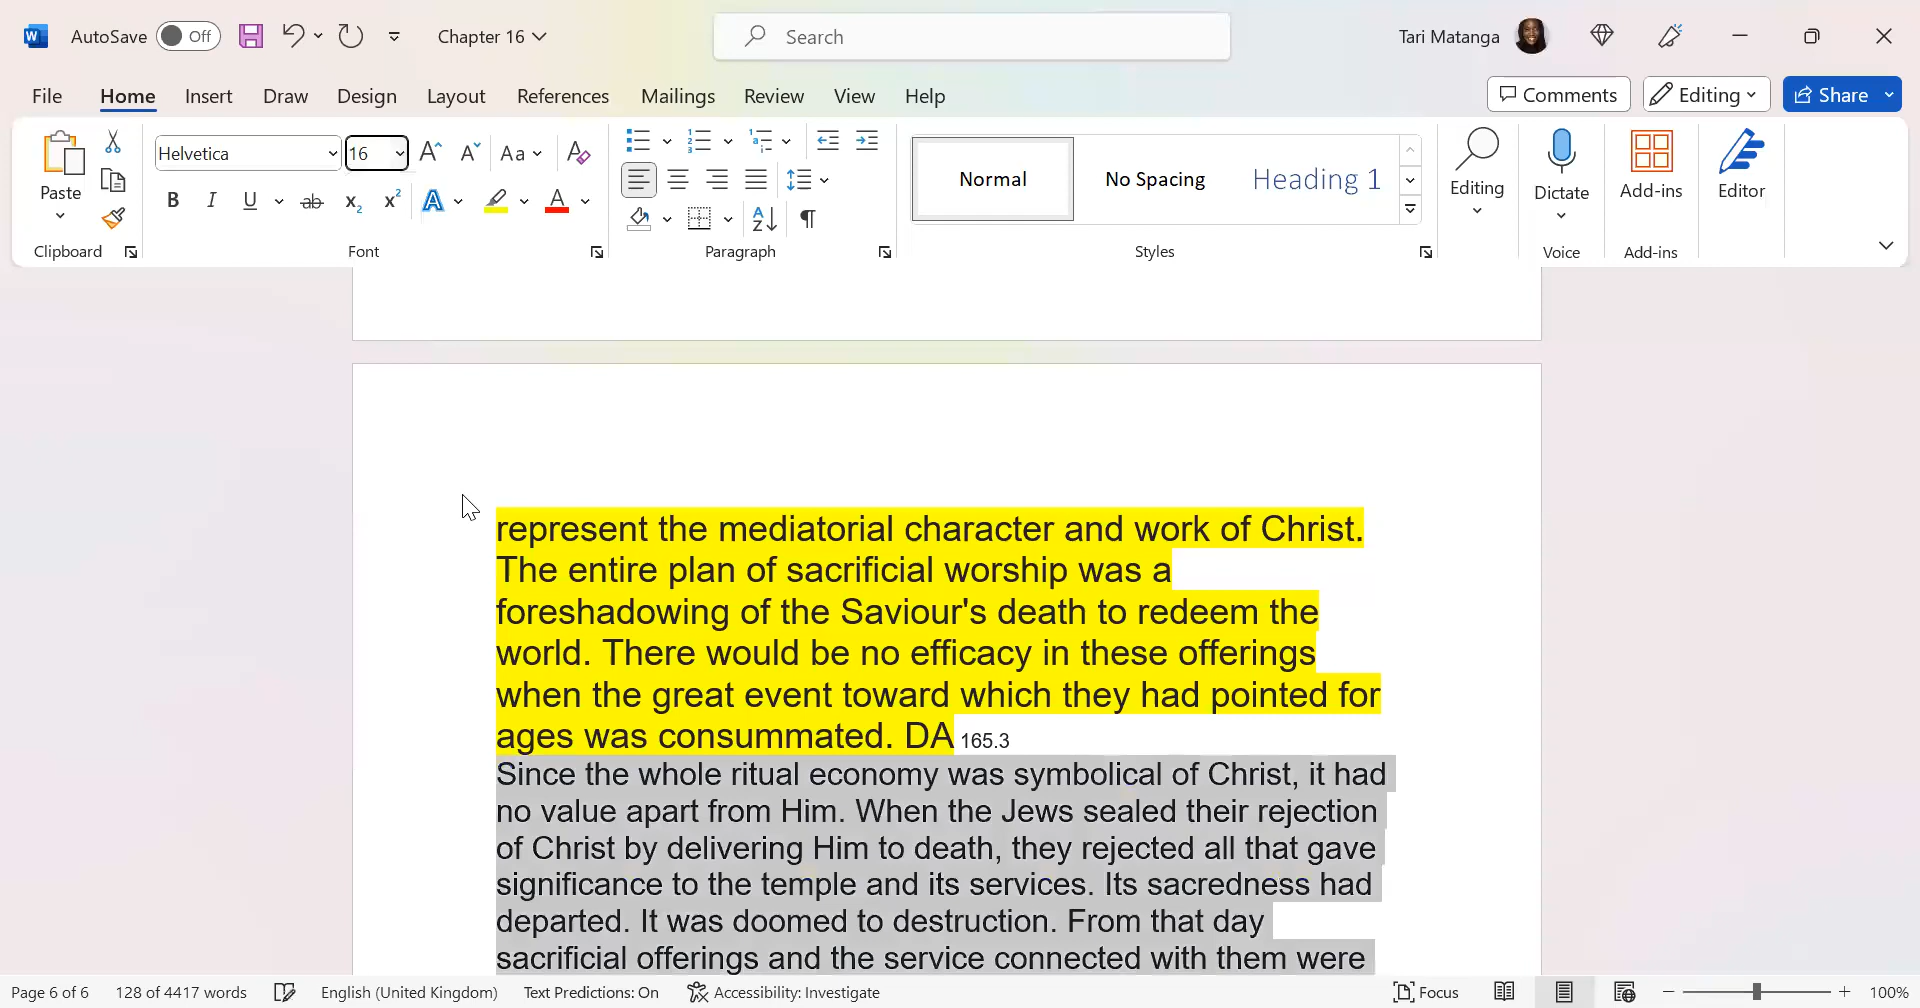 AutoSave Off Chapter 16 Search Tari Matanga
File Home Insert Draw Design Layout References Mailings Review View Help Comments Editing Share
Helvetica 16 Aa
Paste
B I U ab x2 x2 A A
A Z
Normal No Spacing Heading 1
Editing Dictate Add-ins Editor
Clipboard Font Paragraph Styles Voice Add-ins
represent the mediatorial character and work of Christ.
The entire plan of sacrificial worship was a
foreshadowing of the Saviour's death to redeem the
world. There would be no efficacy in these offerings
when the great event toward which they had pointed for
ages was consummated. DA 165.3
Since the whole ritual economy was symbolical of Christ, it had
no value apart from Him. When the Jews sealed their rejection
of Christ by delivering Him to death, they rejected all that gave
significance to the temple and its services. Its sacredness had
departed. It was doomed to destruction. From that day
sacrificial offerings and the service connected with them were
Page 6 of 6 128 of 4417 words English (United Kingdom) Text Predictions: On Accessibility: Investigate Focus 100%